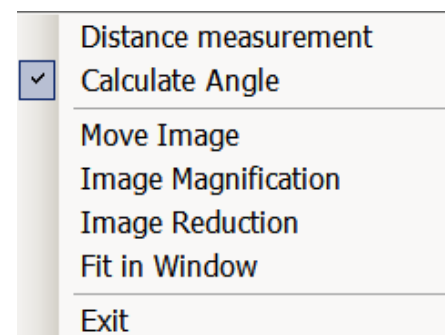 Distance measurement
Calculate Angle
Move Image
Image Magnification
Image Reduction
Fit in Window
Exit